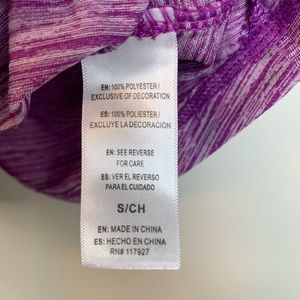 EN: 100% POLYESTER /
EXCLUSIVE OF DECORATION
ES: 100% POLIESTER /
EXCLUYE LA DECORACION
EN: SEE REVERSE
FOR CARE
ES: VER EL REVERSO
PARA EL CUIDADO
S/CH
EN: MADE IN CHINA
ES: HECHO EN CHINA
RN# 117927